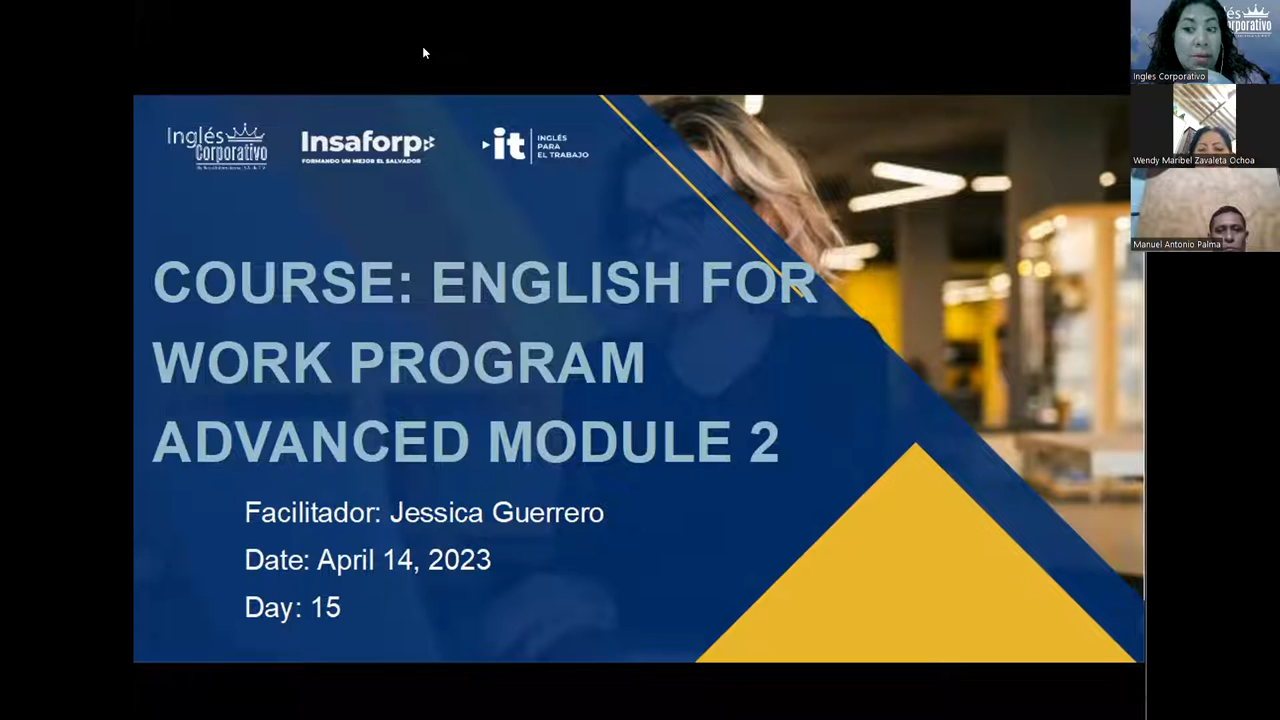 Inglés
Corporativo
Insaforp
FORMANDO UN MEJOR EL SALVADOR
it
INGLÉS
PARA
EL TRABAJO
COURSE: ENGLISH FOR
WORK PROGRAM
ADVANCED MODULE 2
Facilitador: Jessica Guerrero
Date: April 14, 2023
Day: 15
Ingles Corporativo
Wendy Maribel Zavaleta Ochoa
Manuel Antonio Palma